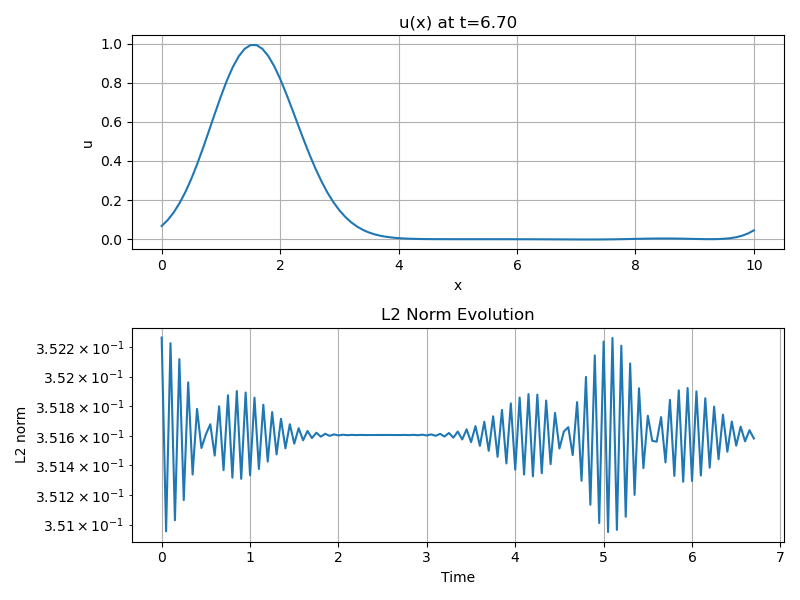 u(x) at t=6.70
1.0
0.8
0.6
0.4
0.2
0.0
u
0 2 4 6 8 10
x
L2 Norm Evolution
3.522 × 10⁻¹
3.52 × 10⁻¹
3.518 × 10⁻¹
3.516 × 10⁻¹
3.514 × 10⁻¹
3.512 × 10⁻¹
3.51 × 10⁻¹
L2 norm
0 1 2 3 4 5 6 7
Time